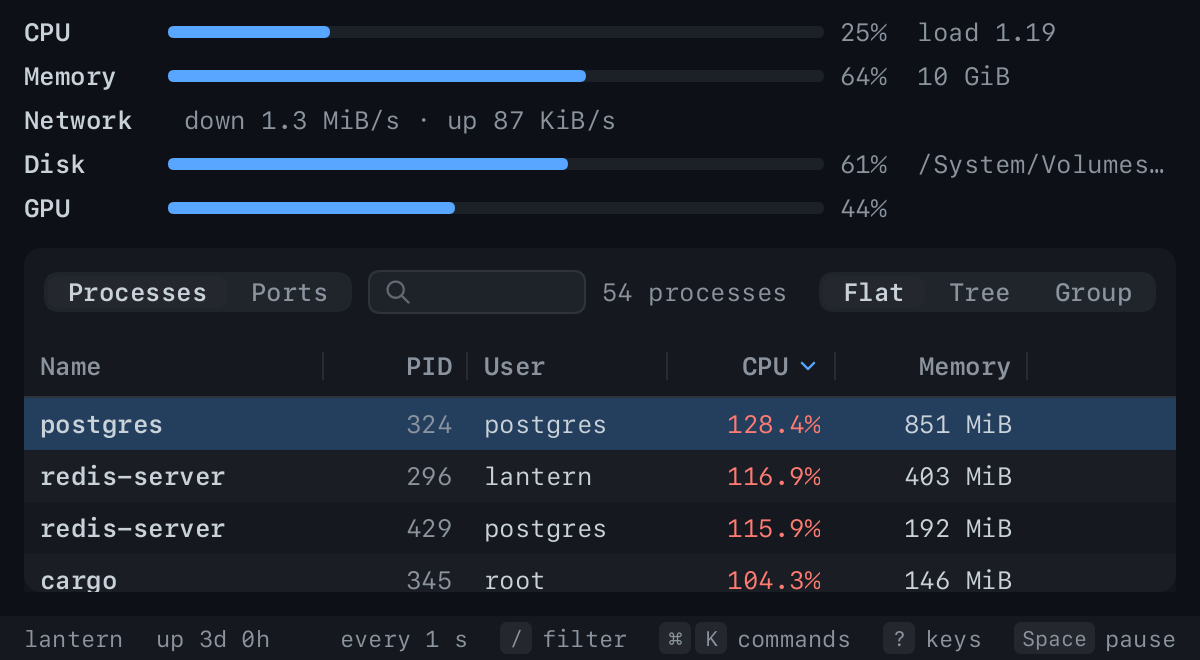 CPU 25% load 1.19
Memory 64% 10 GiB
Network down 1.3 MiB/s · up 87 KiB/s
Disk 61% /System/Volumes…
GPU 44%
Processes Ports 54 processes Flat Tree Group
Name PID User CPU Memory
postgres 324 postgres 128.4% 851 MiB
redis-server 296 lantern 116.9% 403 MiB
redis-server 429 postgres 115.9% 192 MiB
cargo 345 root 104.3% 146 MiB
lantern up 3d 0h every 1 s / filter ⌘ K commands ? keys Space pause